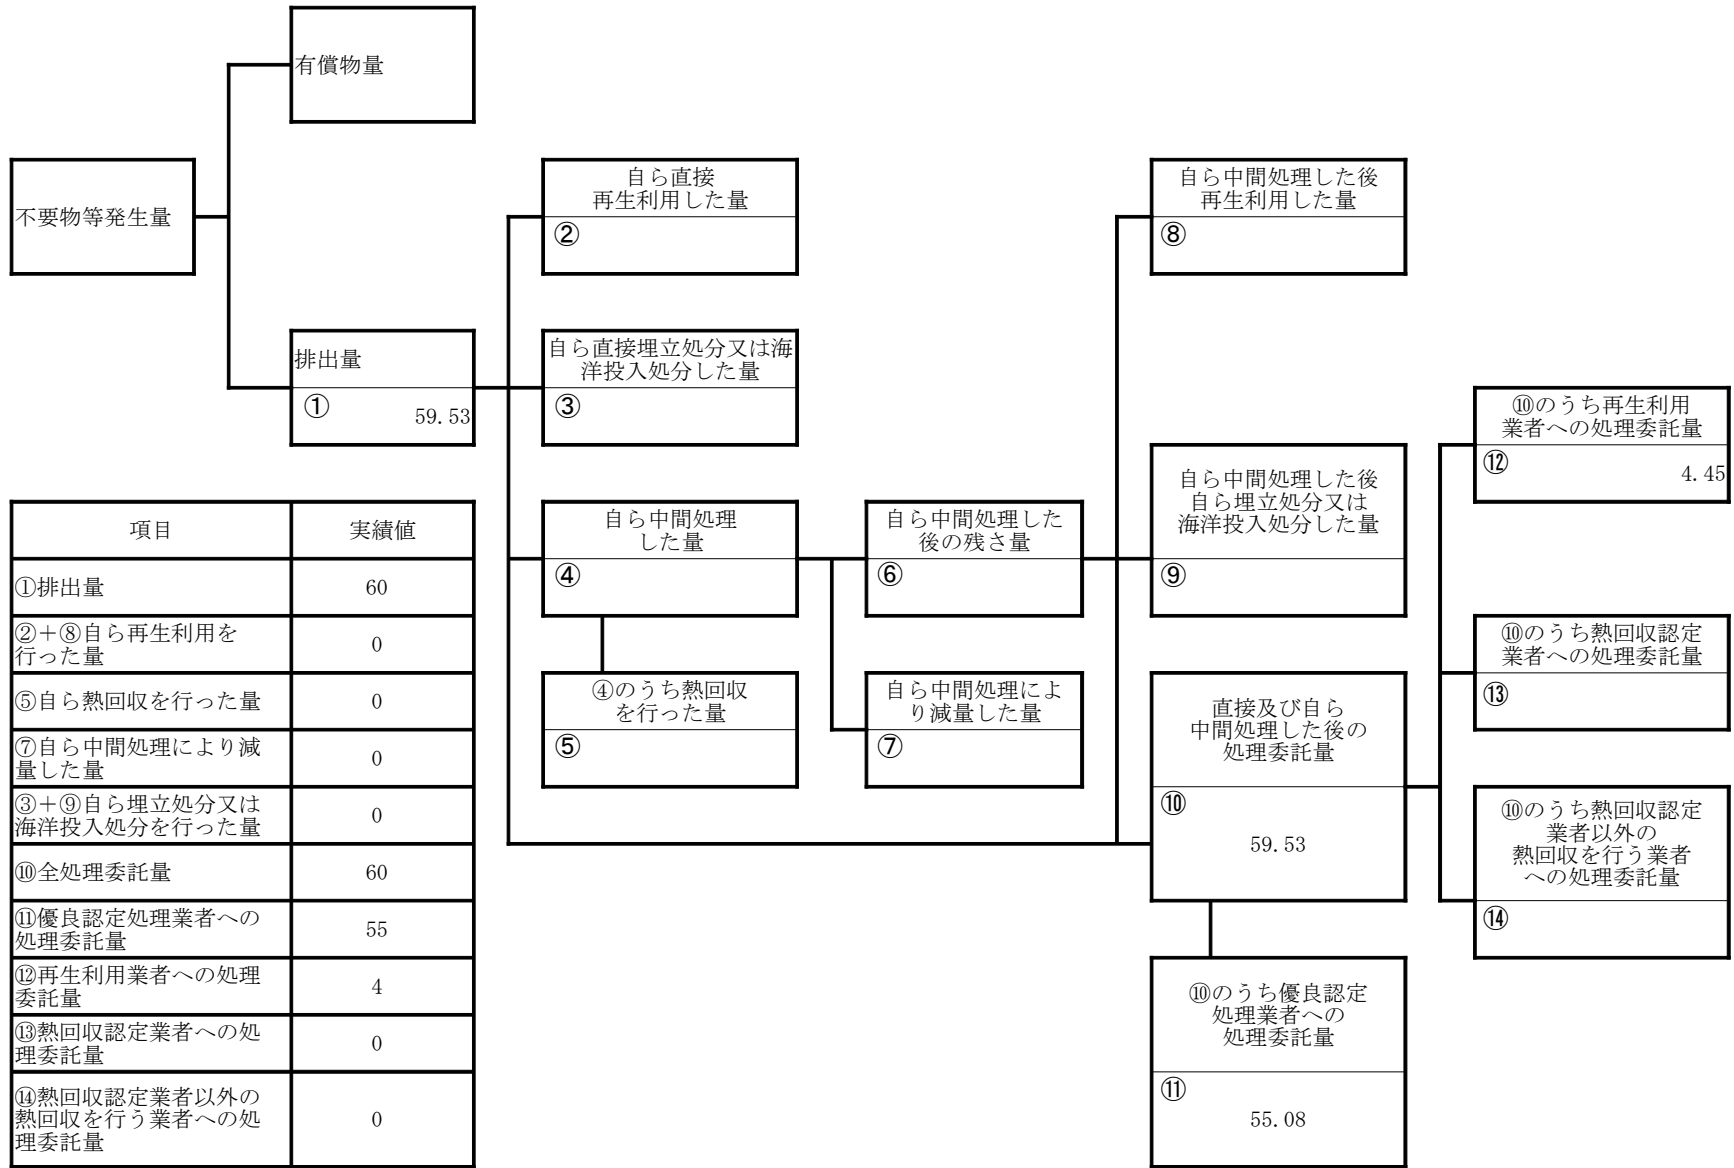 有償物量
不要物等発生量
自ら直接
再生利用した量
②
自ら中間処理した後
再生利用した量
⑧
排出量
① 59.53
自ら直接埋立処分又は海
洋投入処分した量
③
⑩のうち再生利用
業者への処理委託量
⑫ 4.45
自ら中間処理
した量
④
自ら中間処理した
後の残さ量
⑥
自ら中間処理した後
自ら埋立処分又は
海洋投入処分した量
⑨
④のうち熱回収
を行った量
⑤
自ら中間処理によ
り減量した量
⑦
直接及び自ら
中間処理した後の
処理委託量
⑩
59.53
⑩のうち熱回収認定
業者への処理委託量
⑬
⑩のうち熱回収認定
業者以外の
熱回収を行う業者
への処理委託量
⑭
⑩のうち優良認定
処理業者への
処理委託量
⑪
55.08
項目 実績値
①排出量 60
②＋⑧自ら再生利用を
行った量 0
⑤自ら熱回収を行った量 0
⑦自ら中間処理により減
量した量 0
③＋⑨自ら埋立処分又は
海洋投入処分を行った量 0
⑩全処理委託量 60
⑪優良認定処理業者への
処理委託量 55
⑫再生利用業者への処理
委託量 4
⑬熱回収認定業者への処
理委託量 0
⑭熱回収認定業者以外の
熱回収を行う業者への処
理委託量 0